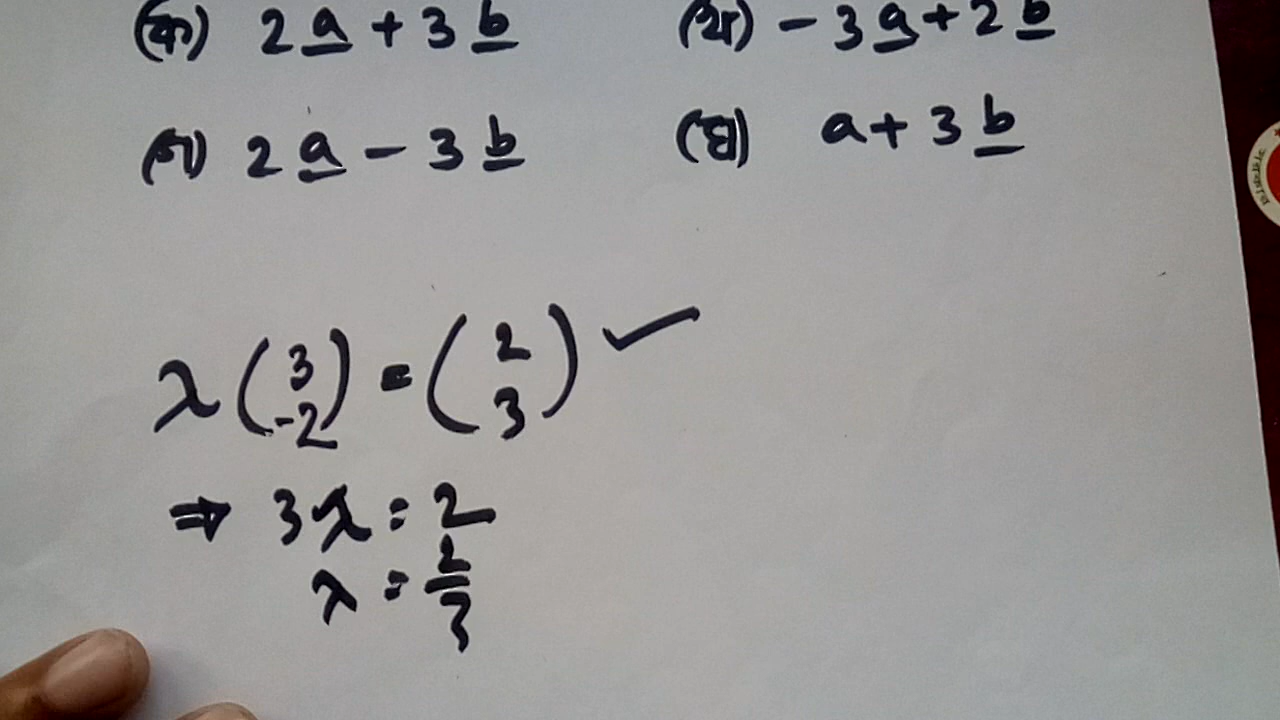 (ক) 2a + 3b (খ) - 3a + 2b
(গ) 2a - 3b (ঘ) a + 3b
λ(3 -2) = (2 3) ✓
⇒ 3λ = 2
λ = 2/3